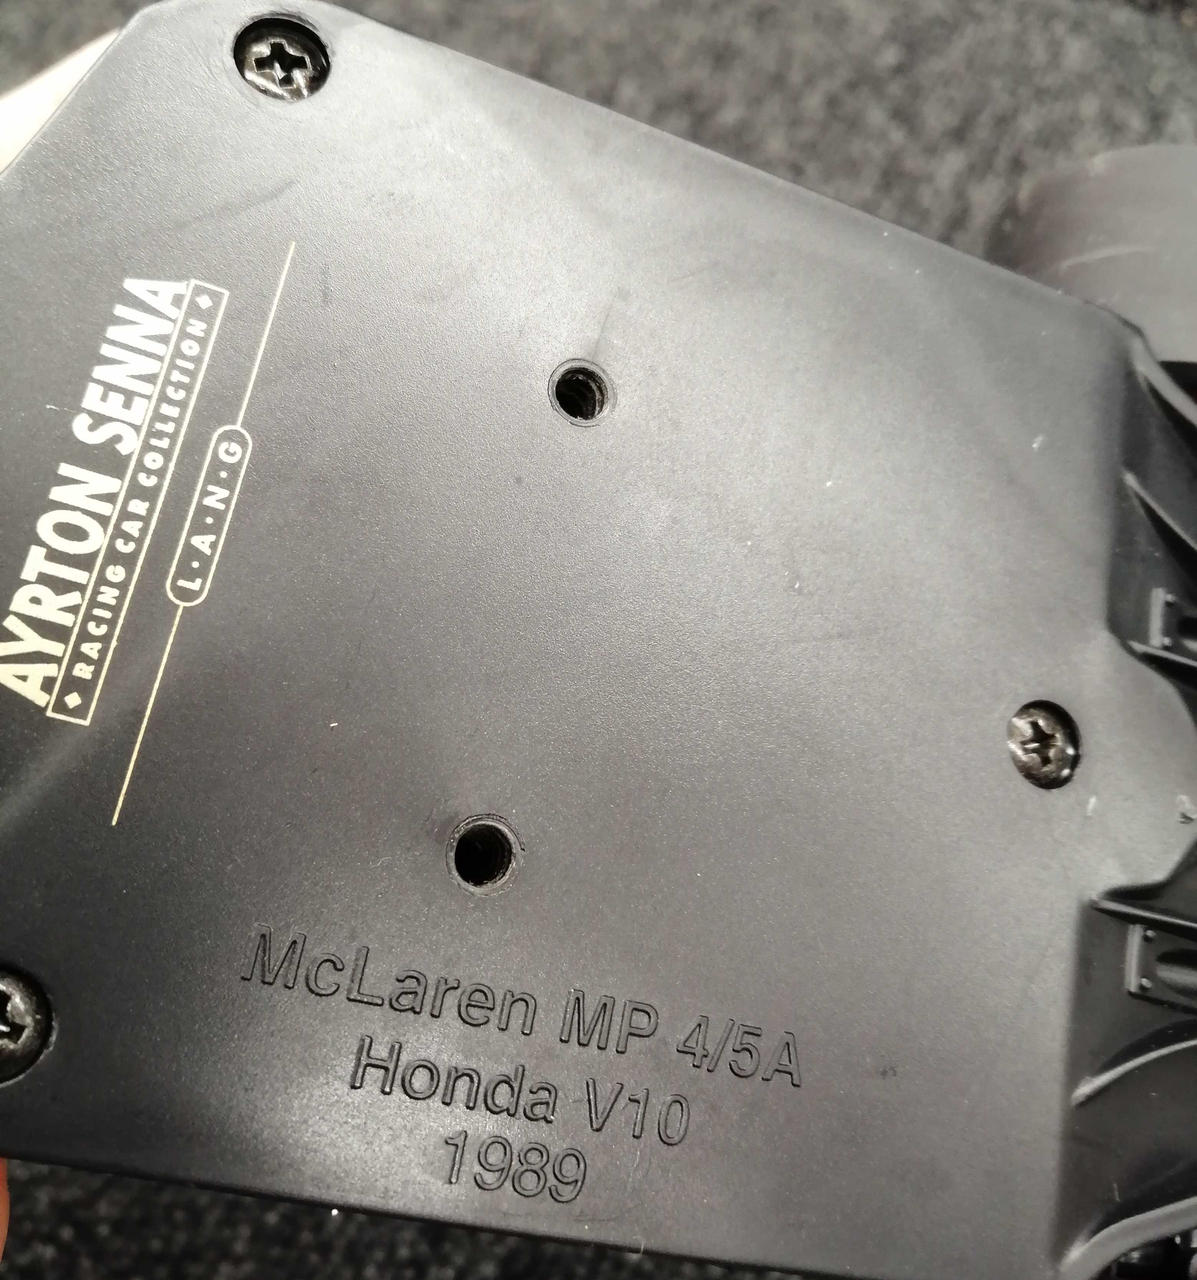 AYRTON SENNA
RACING CAR COLLECTION
L·A·N·G
McLaren MP 4/5A
Honda V10
1989